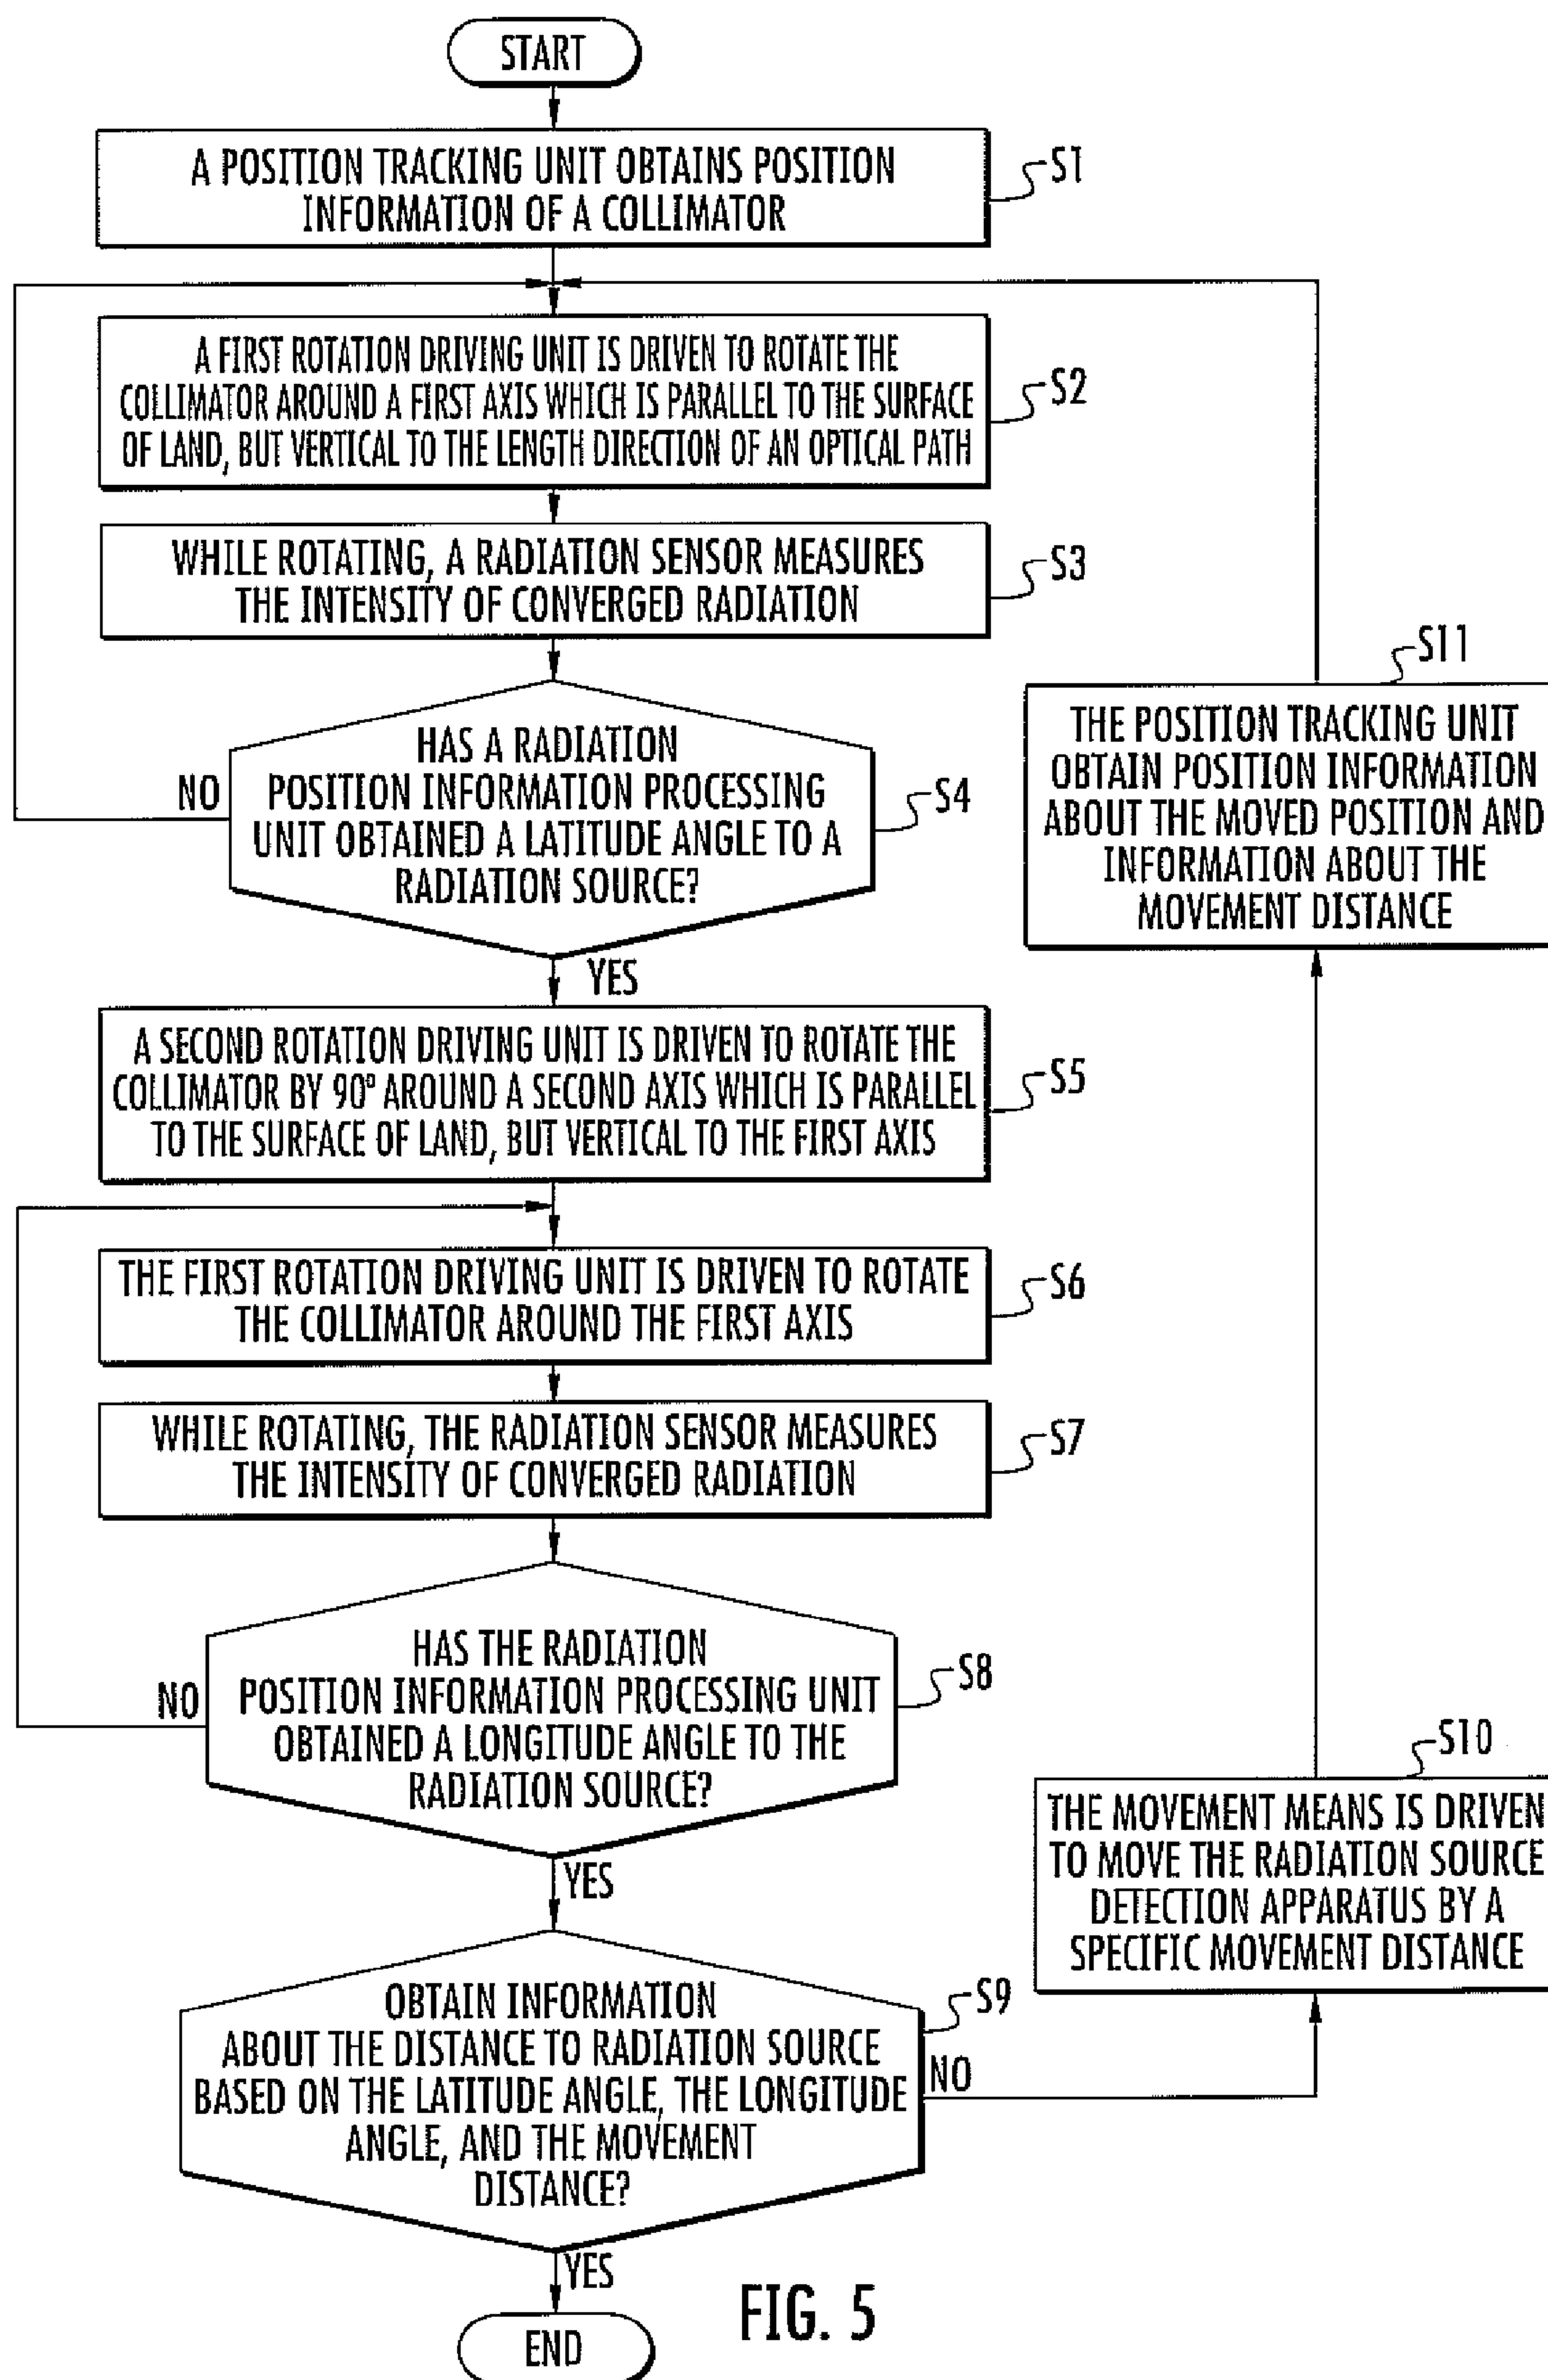 START
A POSITION TRACKING UNIT OBTAINS POSITION
INFORMATION OF A COLLIMATOR
S1
A FIRST ROTATION DRIVING UNIT IS DRIVEN TO ROTATE THE
COLLIMATOR AROUND A FIRST AXIS WHICH IS PARALLEL TO THE SURFACE
OF LAND, BUT VERTICAL TO THE LENGTH DIRECTION OF AN OPTICAL PATH
S2
WHILE ROTATING, A RADIATION SENSOR MEASURES
THE INTENSITY OF CONVERGED RADIATION
S3
HAS A RADIATION
POSITION INFORMATION PROCESSING
UNIT OBTAINED A LATITUDE ANGLE TO A
RADIATION SOURCE?
S4
NO
YES
A SECOND ROTATION DRIVING UNIT IS DRIVEN TO ROTATE THE
COLLIMATOR BY 90° AROUND A SECOND AXIS WHICH IS PARALLEL
TO THE SURFACE OF LAND, BUT VERTICAL TO THE FIRST AXIS
S5
THE FIRST ROTATION DRIVING UNIT IS DRIVEN TO ROTATE
THE COLLIMATOR AROUND THE FIRST AXIS
S6
WHILE ROTATING, THE RADIATION SENSOR MEASURES
THE INTENSITY OF CONVERGED RADIATION
S7
HAS THE RADIATION
POSITION INFORMATION PROCESSING UNIT
OBTAINED A LONGITUDE ANGLE TO THE
RADIATION SOURCE?
S8
NO
YES
OBTAIN INFORMATION
ABOUT THE DISTANCE TO RADIATION SOURCE
BASED ON THE LATITUDE ANGLE, THE LONGITUDE
ANGLE, AND THE MOVEMENT
DISTANCE?
S9
NO
YES
END
S10
THE MOVEMENT MEANS IS DRIVEN
TO MOVE THE RADIATION SOURCE
DETECTION APPARATUS BY A
SPECIFIC MOVEMENT DISTANCE
S11
THE POSITION TRACKING UNIT
OBTAIN POSITION INFORMATION
ABOUT THE MOVED POSITION AND
INFORMATION ABOUT THE
MOVEMENT DISTANCE
FIG. 5